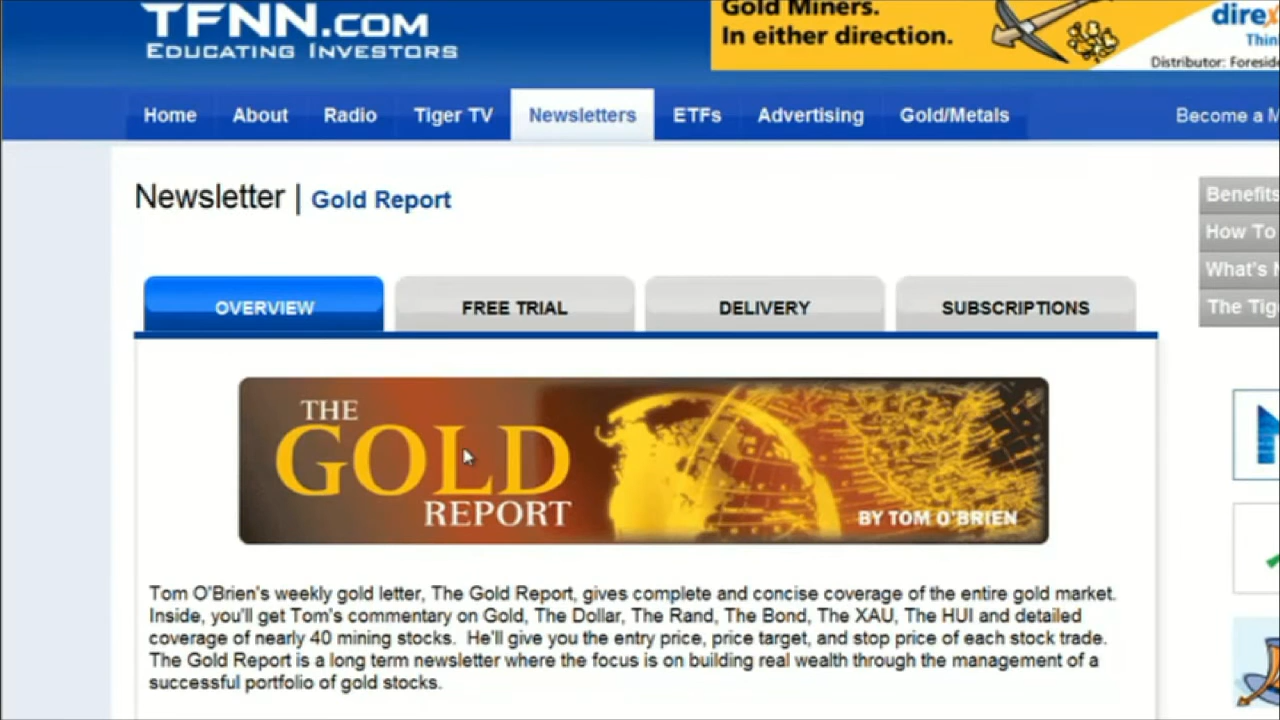 TFNN.COM
EDUCATING INVESTORS
Gold Miners.
In either direction.
Distributor:
Home About Radio Tiger TV Newsletters ETFs Advertising Gold/Metals Become a
Newsletter | Gold Report
Benefits
How To
What's
The
OVERVIEW FREE TRIAL DELIVERY SUBSCRIPTIONS
THE
GOLD
REPORT
BY TOM O'BRIEN
Tom O'Brien's weekly gold letter, The Gold Report, gives complete and concise coverage of the entire gold market.
Inside, you'll get Tom's commentary on Gold, The Dollar, The Rand, The Bond, The XAU, The HUI and detailed
coverage of nearly 40 mining stocks. He'll give you the entry price, price target, and stop price of each stock trade.
The Gold Report is a long term newsletter where the focus is on building real wealth through the management of a
successful portfolio of gold stocks.